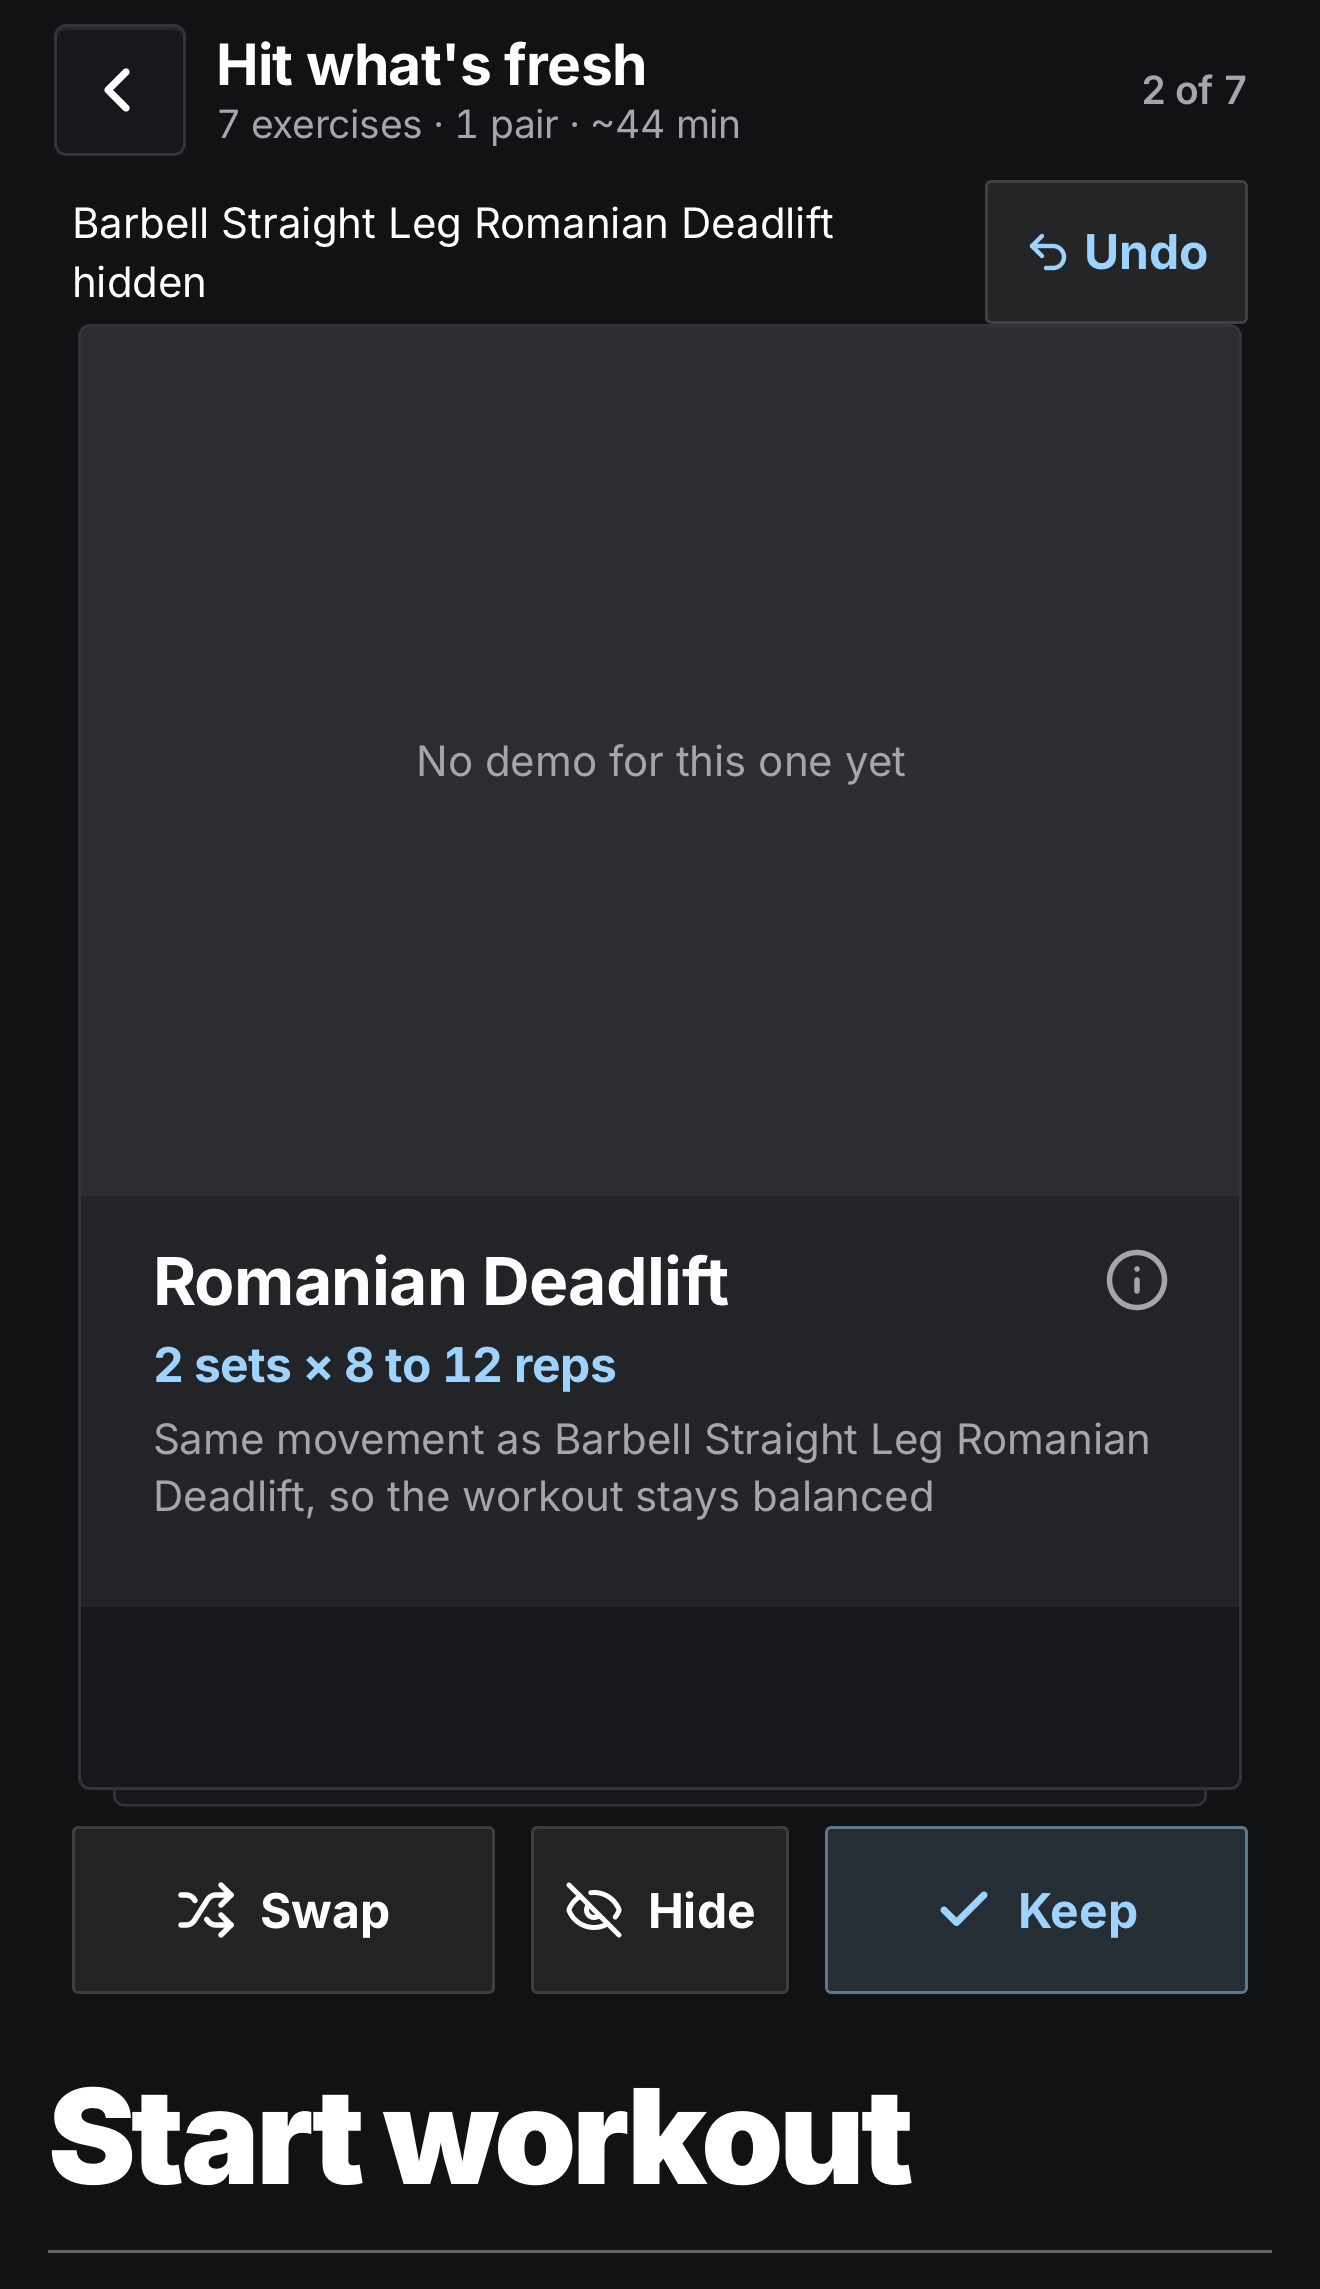 Hit what's fresh
7 exercises · 1 pair · ~44 min
2 of 7
Barbell Straight Leg Romanian Deadlift
hidden
Undo
No demo for this one yet
Romanian Deadlift
2 sets × 8 to 12 reps
Same movement as Barbell Straight Leg Romanian
Deadlift, so the workout stays balanced
Swap
Hide
Keep
Start workout